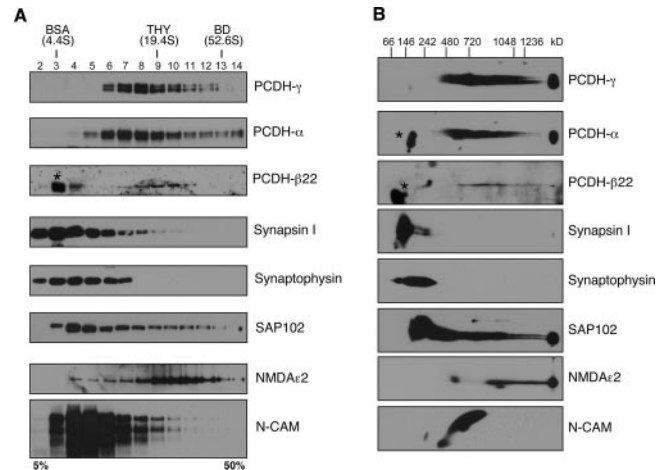 A
BSA
(4.4S)
THY
(19.4S)
BD
(52.6S)
2 3 4 5 6 7 8 9 10 11 12 13 14
PCDH-γ
PCDH-α
*
PCDH-β22
Synapsin I
Synaptophysin
SAP102
NMDAε2
N-CAM
5% 50%
B
66 146 242 480 720 1048 1236 kD
PCDH-γ
*
PCDH-α
*
PCDH-β22
Synapsin I
Synaptophysin
SAP102
NMDAε2
N-CAM